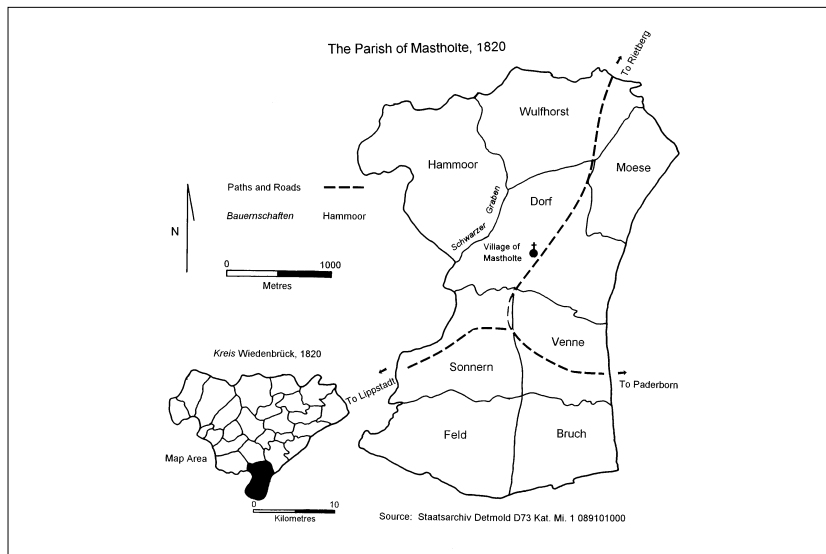 The Parish of Mastholte, 1820
To Rietberg
Wulfhorst
Moese
Hammoor
Paths and Roads
Bauernschaften Hammoor
Dorf
Schwarzer Graben
N
Village of
Mastholte
0 1000
Metres
Venne
Kreis Wiedenbrück, 1820
Sonnern
To Lippstadt
To Paderborn
Feld
Bruch
Map Area
0 10
Kilometres
Source: Staatsarchiv Detmold D73 Kat. Mi. 1 089101000